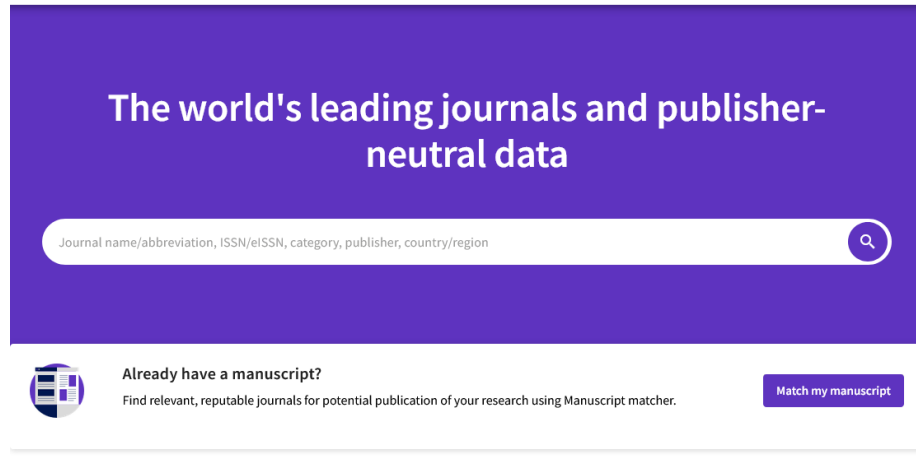 The world's leading journals and publisher-
neutral data
Journal name/abbreviation, ISSN/eISSN, category, publisher, country/region
Already have a manuscript?
Find relevant, reputable journals for potential publication of your research using Manuscript matcher.
Match my manuscript